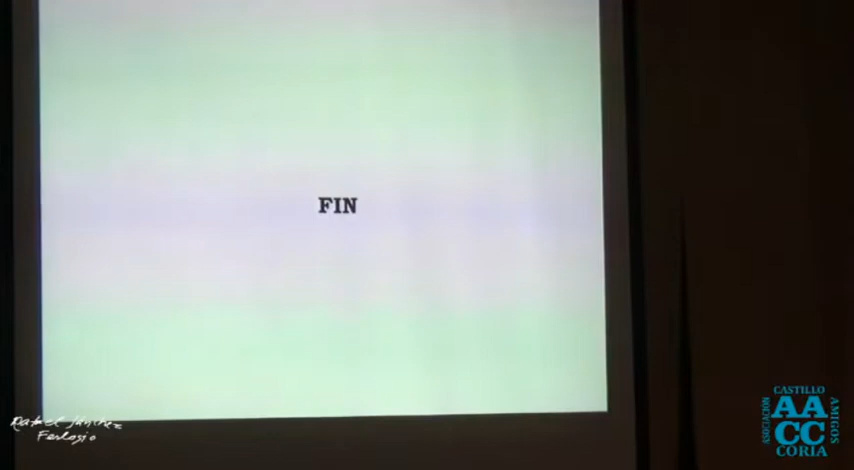 FIN
Rafael Sánchez
Ferlosio
CASTILLO
ASOCIACIÓN
AA
CC
AMIGOS
CORIA